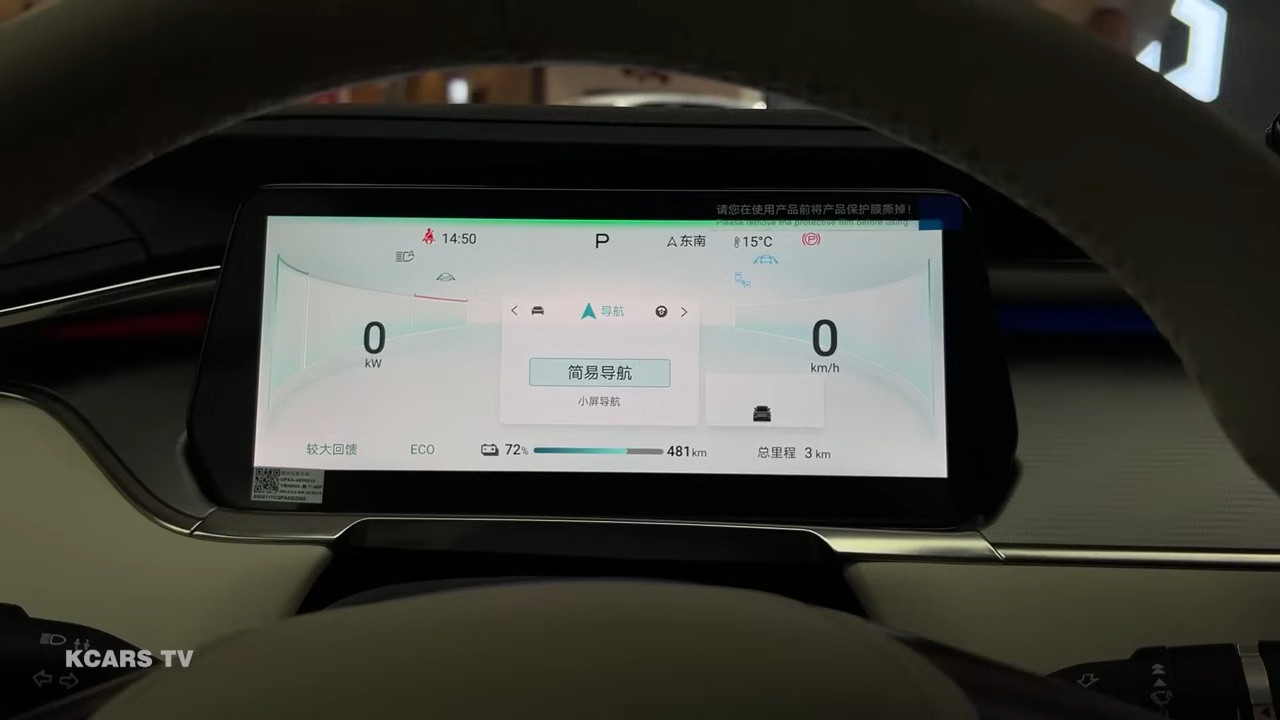 请您在使用产品前将产品保护膜撕掉!
Please remove the protective film before using
14:50
P
东南
15°C
导航
0
kW
简易导航
小屏导航
0
km/h
较大回馈
ECO
72%
481km
总里程 3 km
KCARS TV